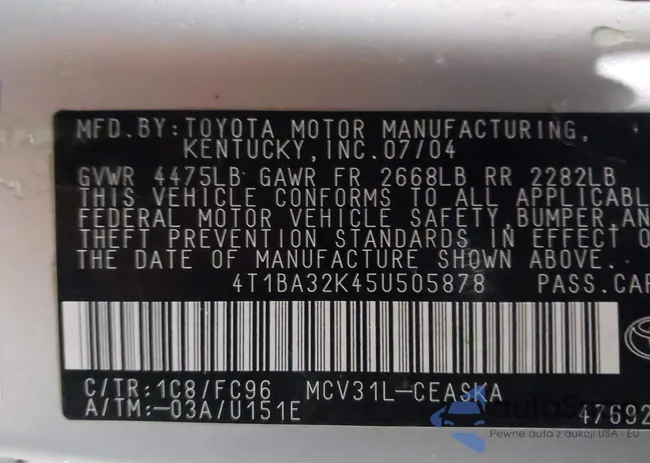 MFD.BY:TOYOTA MOTOR MANUFACTURING,
KENTUCKY,INC.07/04
GVWR 4475LB GAWR FR 2668LB RR 2282LB
THIS VEHICLE CONFORMS TO ALL APPLICABL
FEDERAL MOTOR VEHICLE SAFETY,BUMPER,AN
THEFT PREVENTION STANDARDS IN EFFECT O
THE DATE OF MANUFACTURE SHOWN ABOVE.
4T1BA32K45U505878 PASS.CAR
C/TR:1C8/FC96 MCV31L-CEASKA
A/TM:-03A/U151E 47692
Pewne auta z aukcji USA i EU